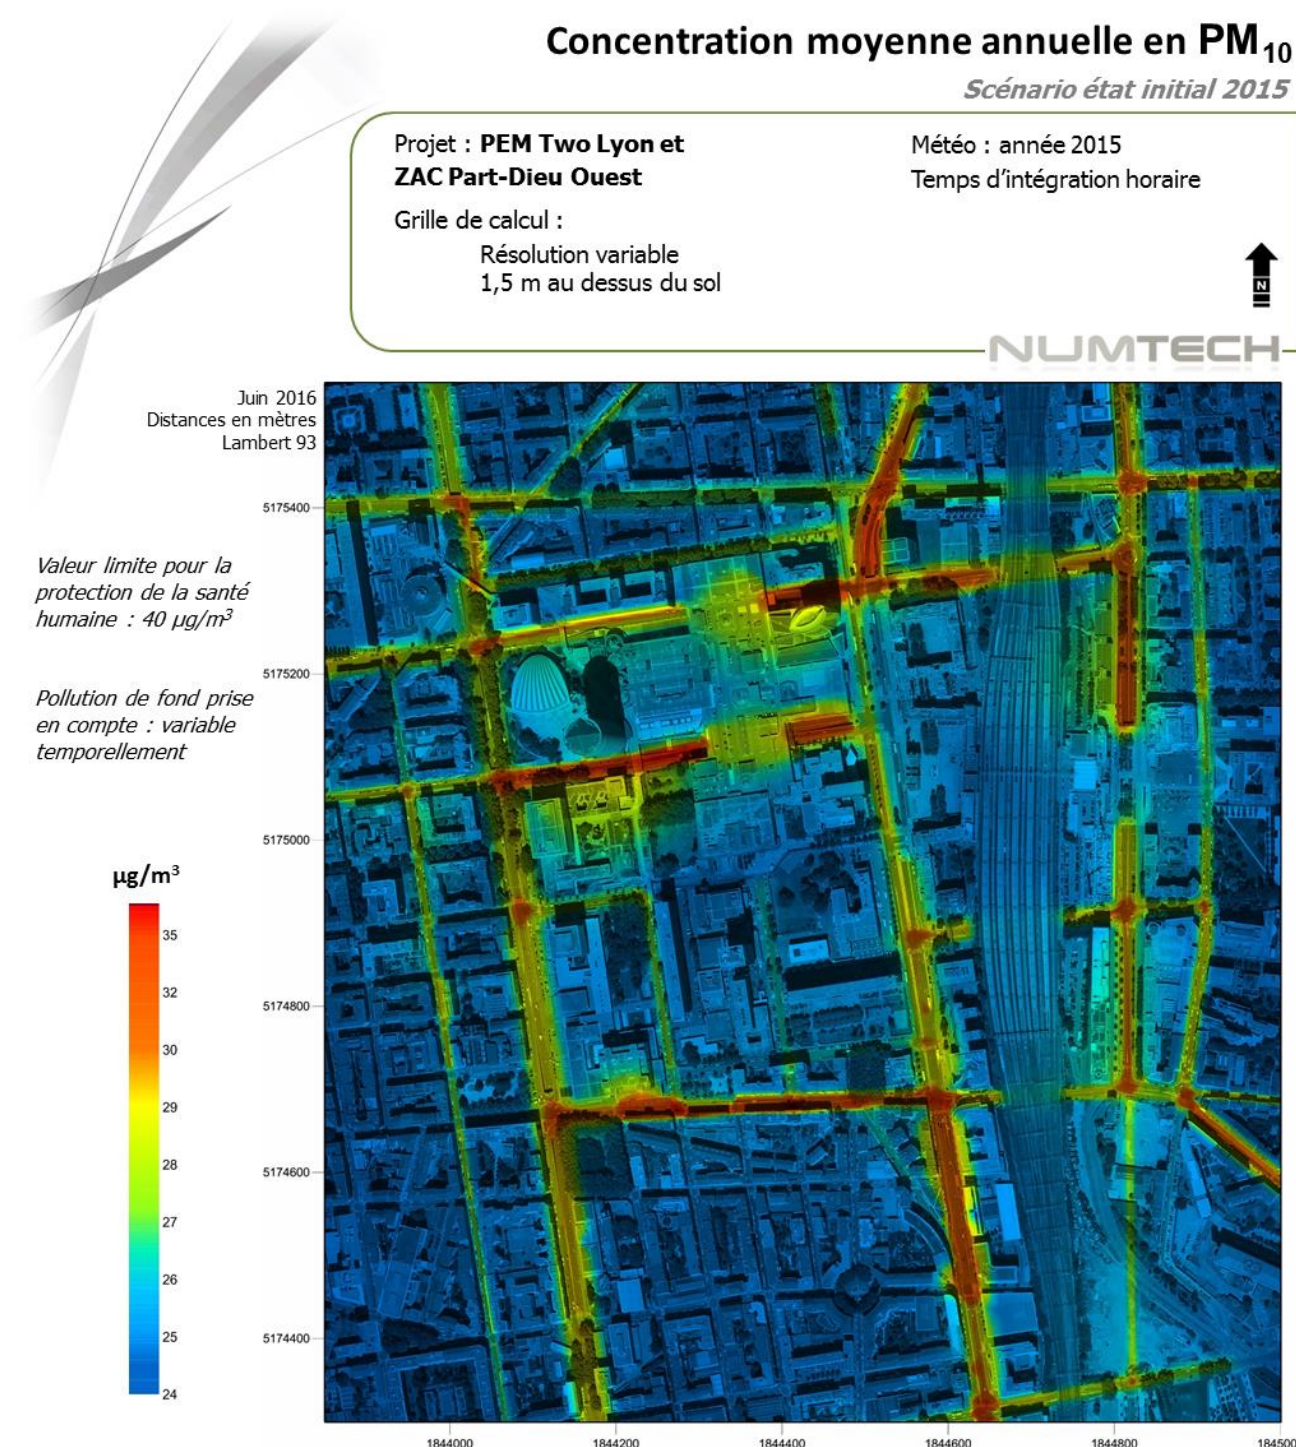 Concentration moyenne annuelle en PM10
Scénario état initial 2015
Projet : PEM Two Lyon et
ZAC Part-Dieu Ouest
Grille de calcul :
Résolution variable
1,5 m au dessus du sol
Météo : année 2015
Temps d'intégration horaire
N
NUMTECH
Juin 2016
Distances en mètres
Lambert 93
Valeur limite pour la
protection de la santé
humaine : 40 µg/m³
Pollution de fond prise
en compte : variable
temporellement
µg/m³
35
32
30
29
28
27
26
25
24
5175400
5175200
5175000
5174800
5174600
5174400
1844000
1844200
1844400
1844600
1844800
184500